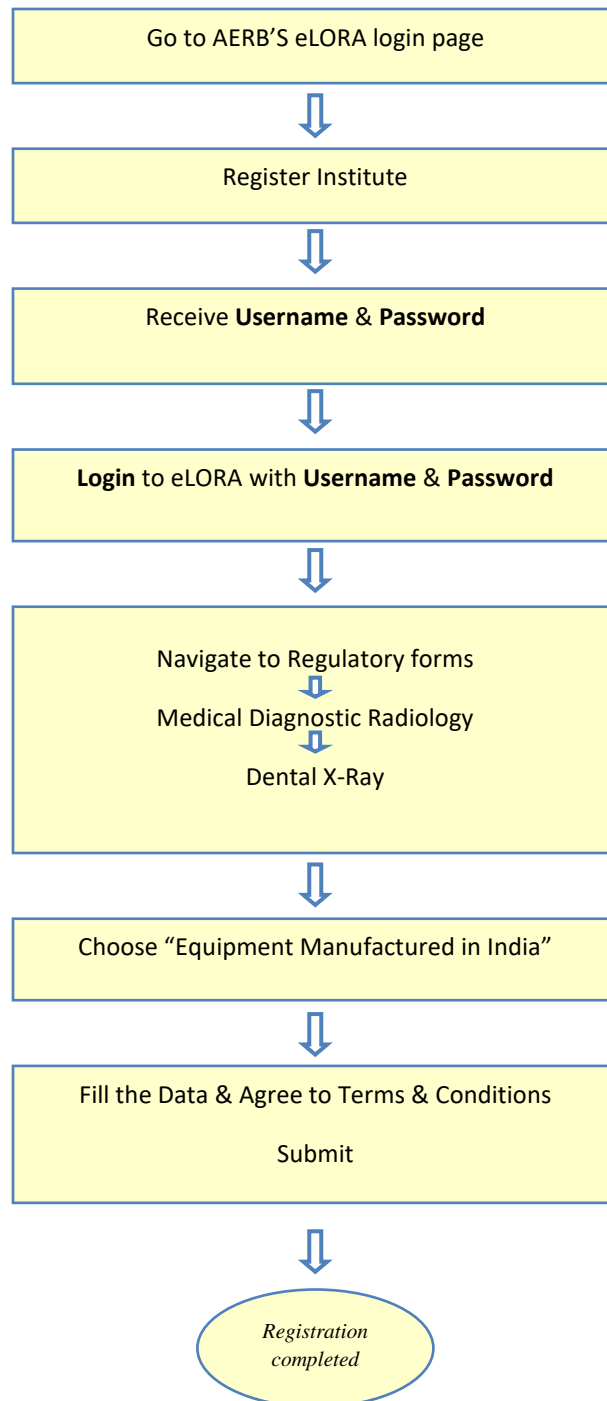 Go to AERB’S eLORA login page
Register Institute
Receive Username & Password
Login to eLORA with Username & Password
Navigate to Regulatory forms
Medical Diagnostic Radiology
Dental X-Ray
Choose “Equipment Manufactured in India”
Fill the Data & Agree to Terms & Conditions
Submit
Registration
completed